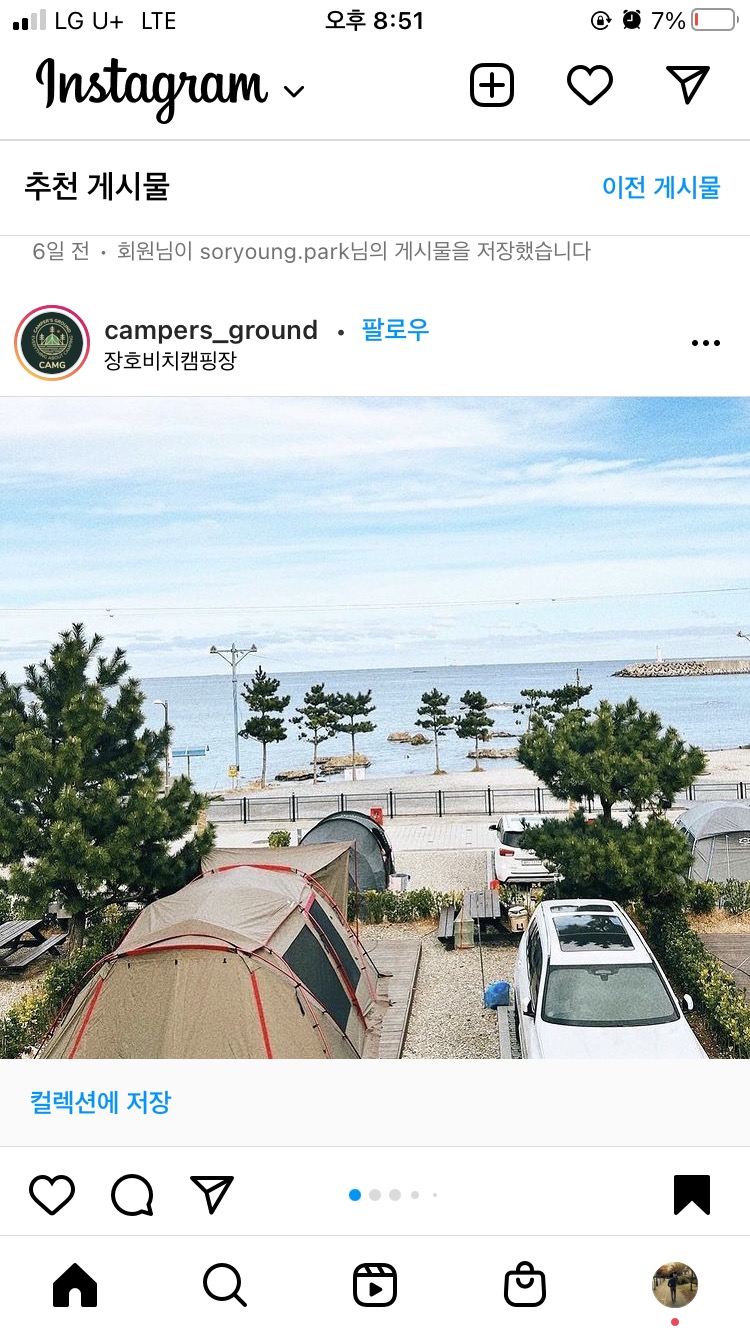 LG U+ LTE 오후 8:51 7%
Instagram
추천 게시물 이전 게시물
6일 전 · 회원님이 soryoung.park님의 게시물을 저장했습니다
campers_ground • 팔로우
장호비치캠핑장
CAMPER'S GROUND
CAMG
컬렉션에 저장